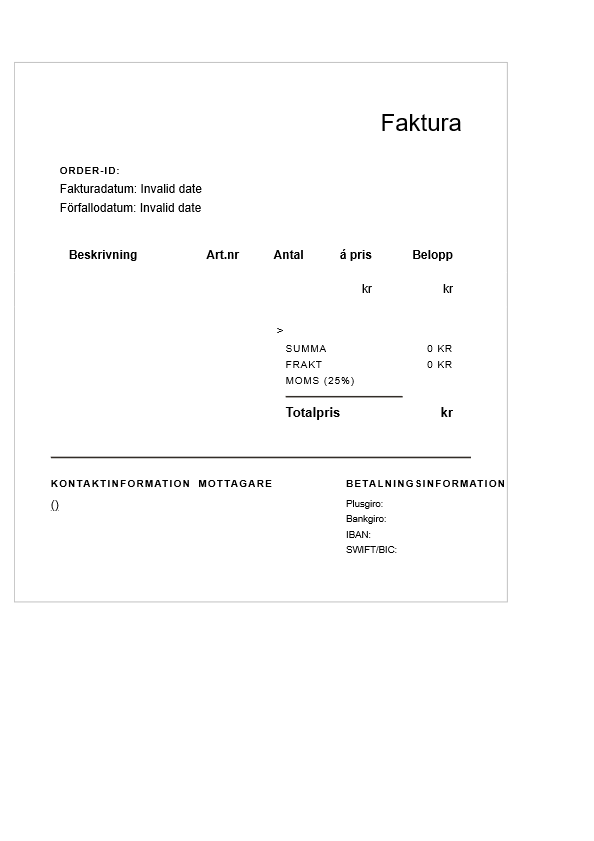 Faktura
ORDER-ID:
Fakturadatum: Invalid date
Förfallodatum: Invalid date
Beskrivning Art.nr Antal á pris Belopp
kr kr
>
SUMMA 0 KR
FRAKT 0 KR
MOMS (25%)
Totalpris kr
KONTAKTINFORMATION MOTTAGARE BETALNINGSINFORMATION
() Plusgiro:
Bankgiro:
IBAN:
SWIFT/BIC: